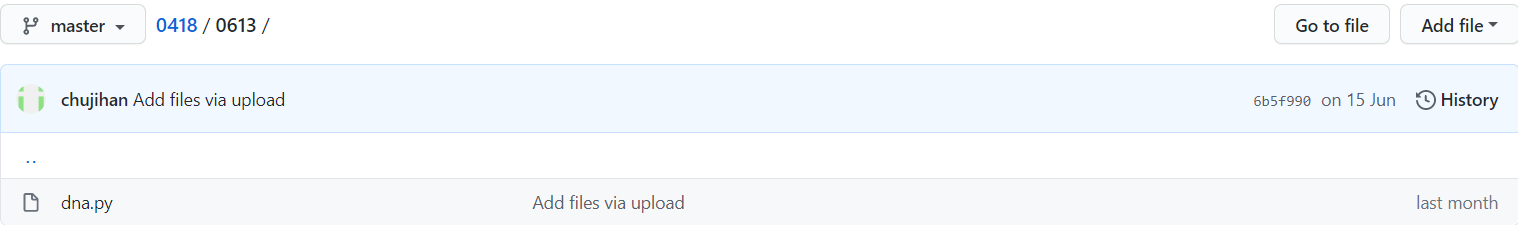 master 0418 / 0613 / Go to file Add file
chujihan Add files via upload 6b5f990 on 15 Jun History
..
dna.py Add files via upload last month